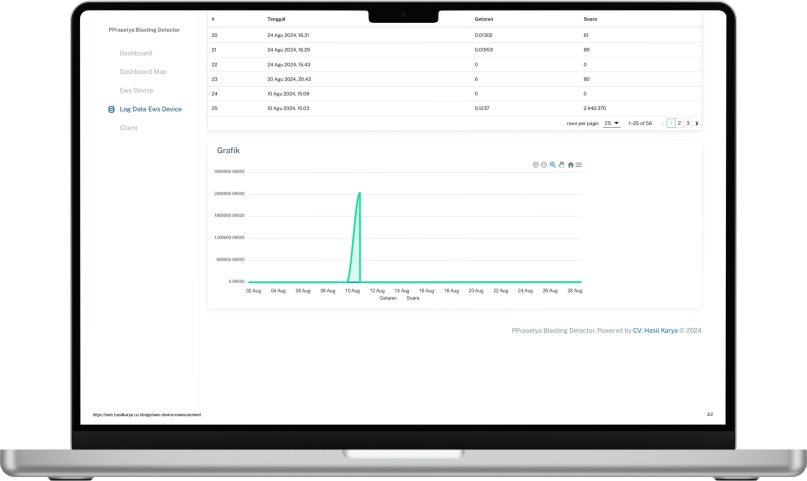 PPrasetya Blasting Detector
Dashboard
Dashboard Map
Ews Device
Log Data Ews Device
Client
# Tanggal Getaran Suara
20 24 Agu 2024, 16.31 0,01302 61
21 24 Agu 2024, 16.29 0,01953 89
22 24 Agu 2024, 15.43 0 0
23 20 Agu 2024, 20.43 6 80
24 10 Agu 2024, 15.08 0 0
25 10 Agu 2024, 15.03 0,1237 2.440.370
rows per page: 25 1-25 of 59 1 2 3
Grafik
3000000.00000
2400000.00000
1800000.00000
1200000.00000
600000.00000
0.00000
02 Aug 04 Aug 06 Aug 08 Aug 10 Aug 12 Aug 14 Aug 16 Aug 18 Aug 20 Aug 22 Aug 24 Aug 26 Aug 28 Aug
Getaran Suara
PPrasetya Blasting Detector. Powered by CV. Hasil Karya © 2024
https://ews.hasilkarya.co.id/app/ews-device-measurement 2/2